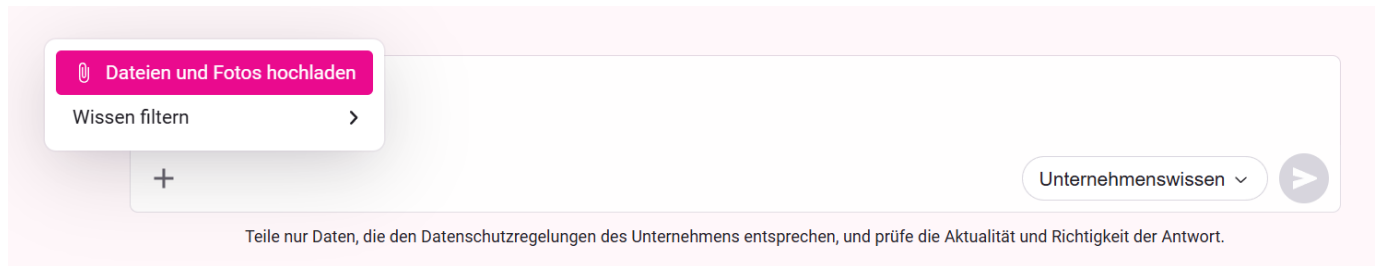 Dateien und Fotos hochladen
Wissen filtern
Unternehmenswissen
Teile nur Daten, die den Datenschutzregelungen des Unternehmens entsprechen, und prüfe die Aktualität und Richtigkeit der Antwort.